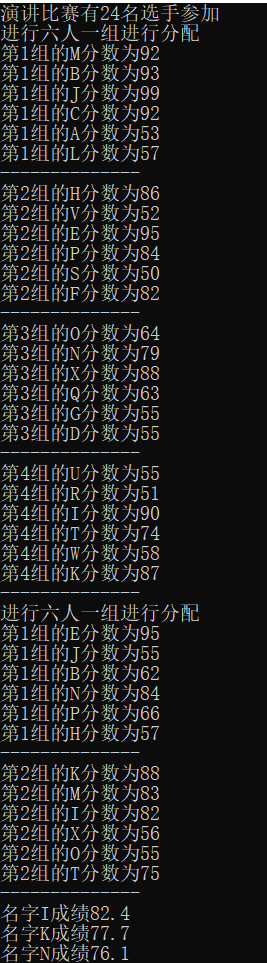 演讲比赛有24名选手参加
进行六人一组进行分配
第1组的M分数为92
第1组的B分数为93
第1组的J分数为99
第1组的C分数为92
第1组的A分数为53
第1组的L分数为57
--------------
第2组的H分数为86
第2组的V分数为52
第2组的E分数为95
第2组的P分数为84
第2组的S分数为50
第2组的F分数为82
--------------
第3组的O分数为64
第3组的N分数为79
第3组的X分数为88
第3组的Q分数为63
第3组的G分数为55
第3组的D分数为55
--------------
第4组的U分数为55
第4组的R分数为51
第4组的I分数为90
第4组的T分数为74
第4组的W分数为58
第4组的K分数为87
--------------
进行六人一组进行分配
第1组的E分数为95
第1组的J分数为55
第1组的B分数为62
第1组的N分数为84
第1组的P分数为66
第1组的H分数为57
--------------
第2组的K分数为88
第2组的M分数为83
第2组的I分数为82
第2组的X分数为56
第2组的O分数为55
第2组的T分数为75
--------------
名字I成绩82.4
名字K成绩77.7
名字N成绩76.1